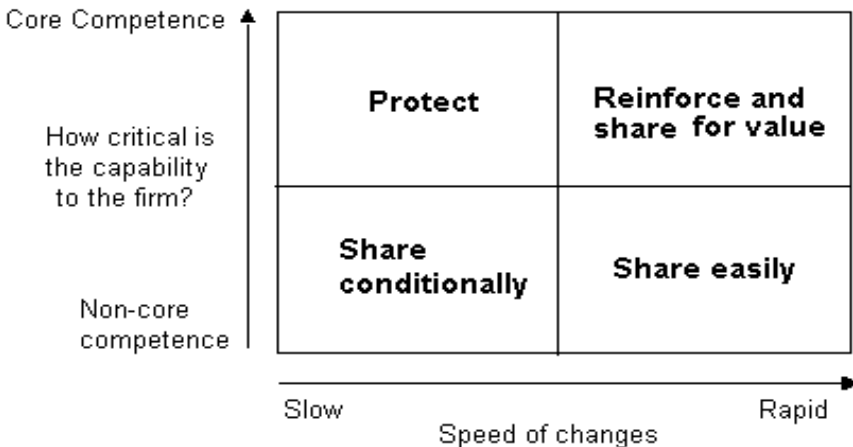 Core Competence
Protect
Reinforce and
share for value
How critical is
the capability
to the firm?
Share
conditionally
Share easily
Non-core
competence
Slow
Rapid
Speed of changes